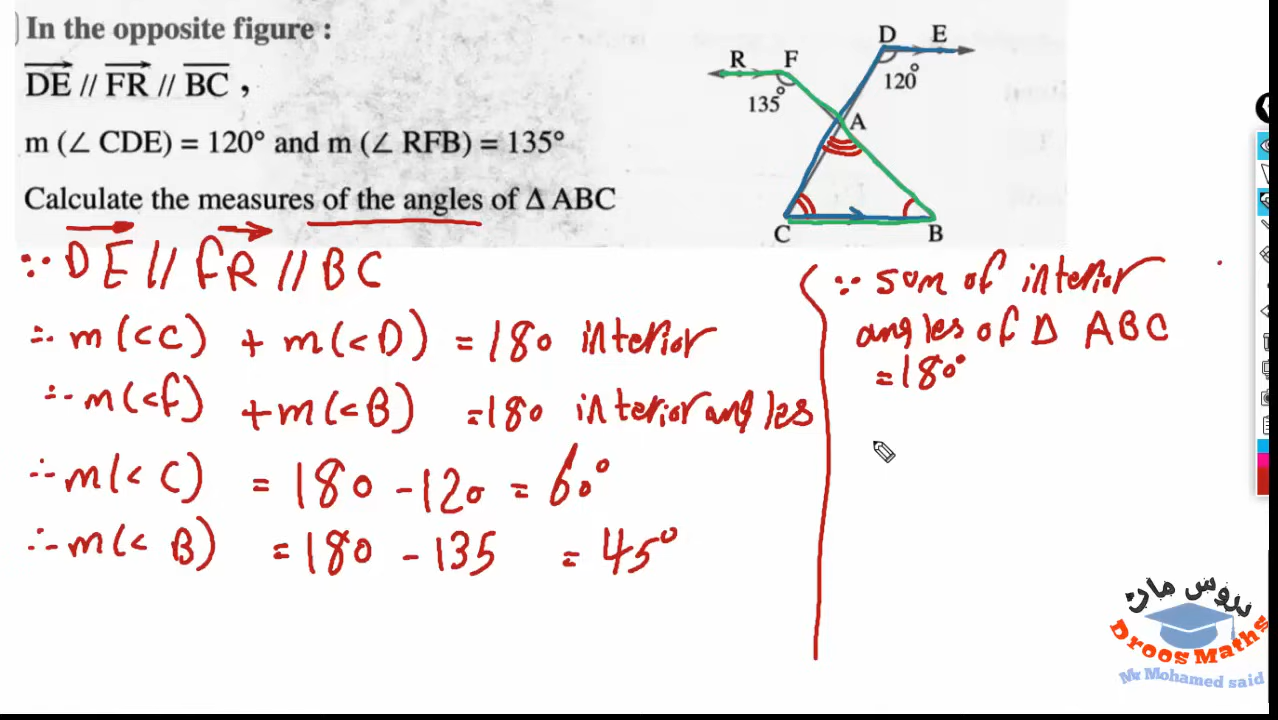 In the opposite figure :
DE // FR // BC ,
m (∠ CDE) = 120° and m (∠ RFB) = 135°
Calculate the measures of the angles of Δ ABC
D E
R F
120°
135°
A
C B
∵ DE // FR // BC
∴ m(<C) + m(<D) = 180 interior
∴ m(<F) + m(<B) = 180 interior angles
∴ m(< C) = 180 - 120 = 60°
∴ m(< B) = 180 - 135 = 45°
∵ sum of interior
angles of Δ ABC
= 180°
دروس مات
Droos Maths
Mr Mohamed said